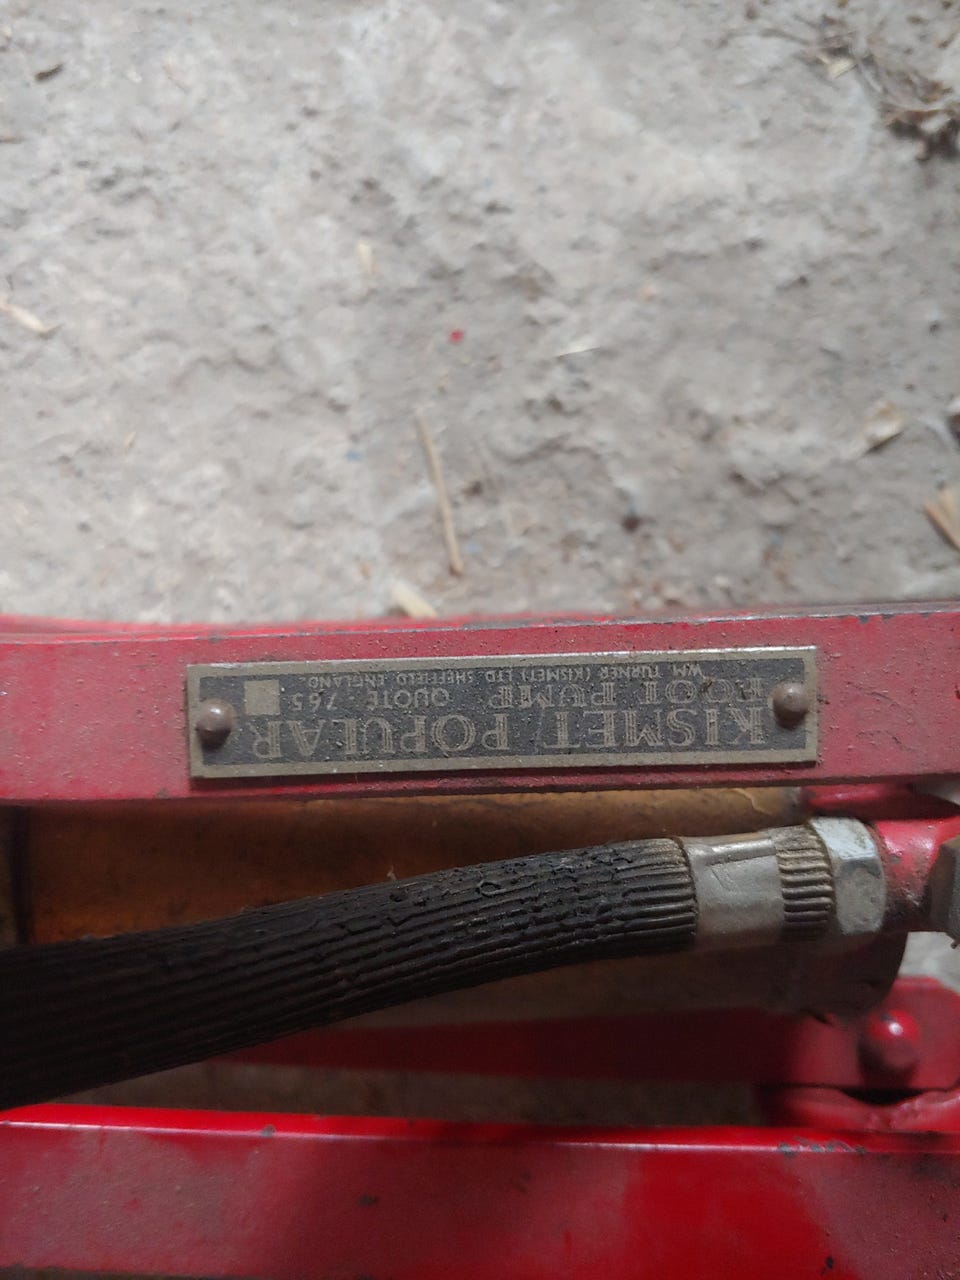 KISMET POPULAR
FOOT PUMP QUOTE 765
WM TURNER (KISMET) LTD SHEFFIELD ENGLAND.